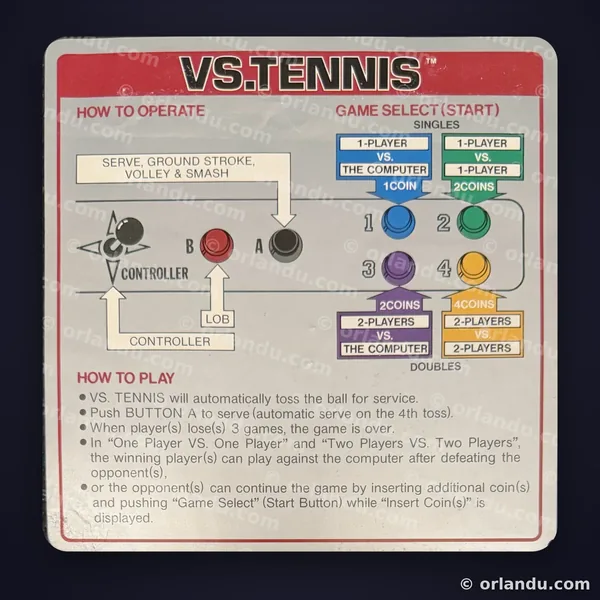 VS.TENNIS™
HOW TO OPERATE
GAME SELECT(START)
SINGLES
SERVE, GROUND STROKE,
VOLLEY & SMASH
1-PLAYER
VS.
THE COMPUTER
1COIN
1-PLAYER
VS.
1-PLAYER
2COINS
1
2
B
A
CONTROLLER
3
4
LOB
CONTROLLER
2COINS
2-PLAYERS
VS.
THE COMPUTER
4COINS
2-PLAYERS
VS.
2-PLAYERS
DOUBLES
HOW TO PLAY
● VS. TENNIS will automatically toss the ball for service.
● Push BUTTON A to serve (automatic serve on the 4th toss).
● When player(s) lose(s) 3 games, the game is over.
● In “One Player VS. One Player” and “Two Players VS. Two Players”,
the winning player(s) can play against the computer after defeating the
opponent(s),
● or the opponent(s) can continue the game by inserting additional coin(s)
and pushing “Game Select” (Start Button) while “Insert Coin(s)” is
displayed.
© orlandu.com